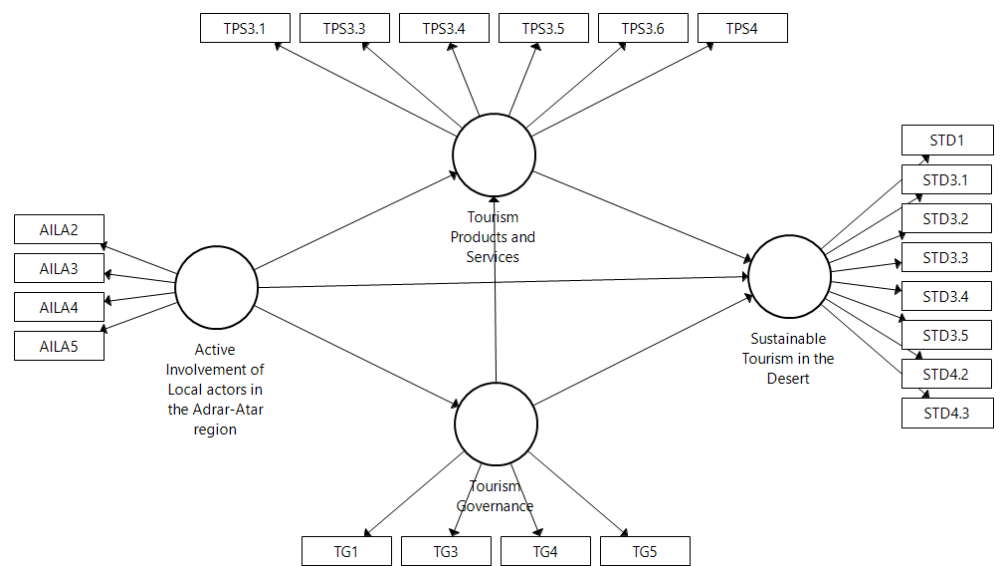 TPS3.1
TPS3.3
TPS3.4
TPS3.5
TPS3.6
TPS4
Tourism
Products and
Services
AILA2
AILA3
AILA4
AILA5
Active
Involvement of
Local actors in
the Adrar-Atar
region
STD1
STD3.1
STD3.2
STD3.3
STD3.4
STD3.5
STD4.2
STD4.3
Sustainable
Tourism in the
Desert
Tourism
Governance
TG1
TG3
TG4
TG5